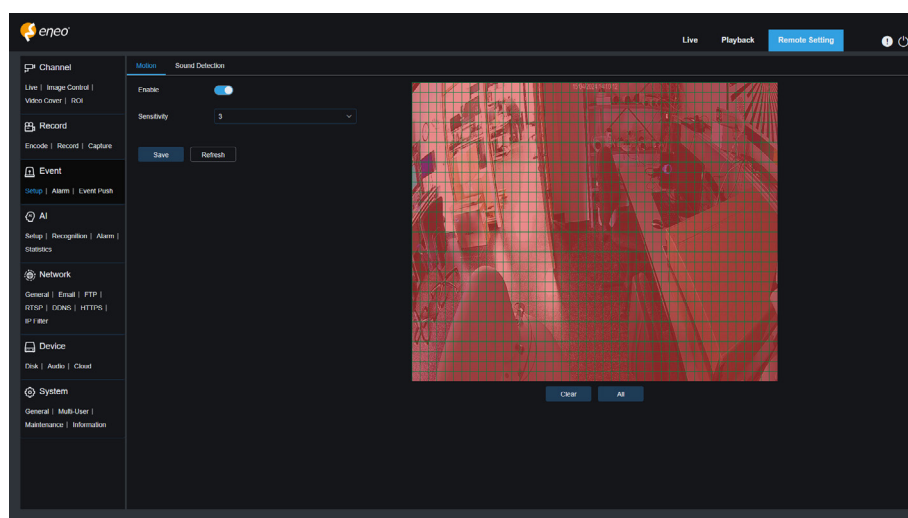 eneo
Live Playback Remote Setting
Channel
Live | Image Control |
Video Cover | ROI
Record
Encode | Record | Capture
Event
Setup | Alarm | Event Push
AI
Setup | Recognition | Alarm |
Statistics
Network
General | Email | FTP |
RTSP | DDNS | HTTPS |
IP Filter
Device
Disk | Audio | Cloud
System
General | Multi-User |
Maintenance | Information
Motion Sound Detection
Enable
Sensitivity 3
Save Refresh
Clear All